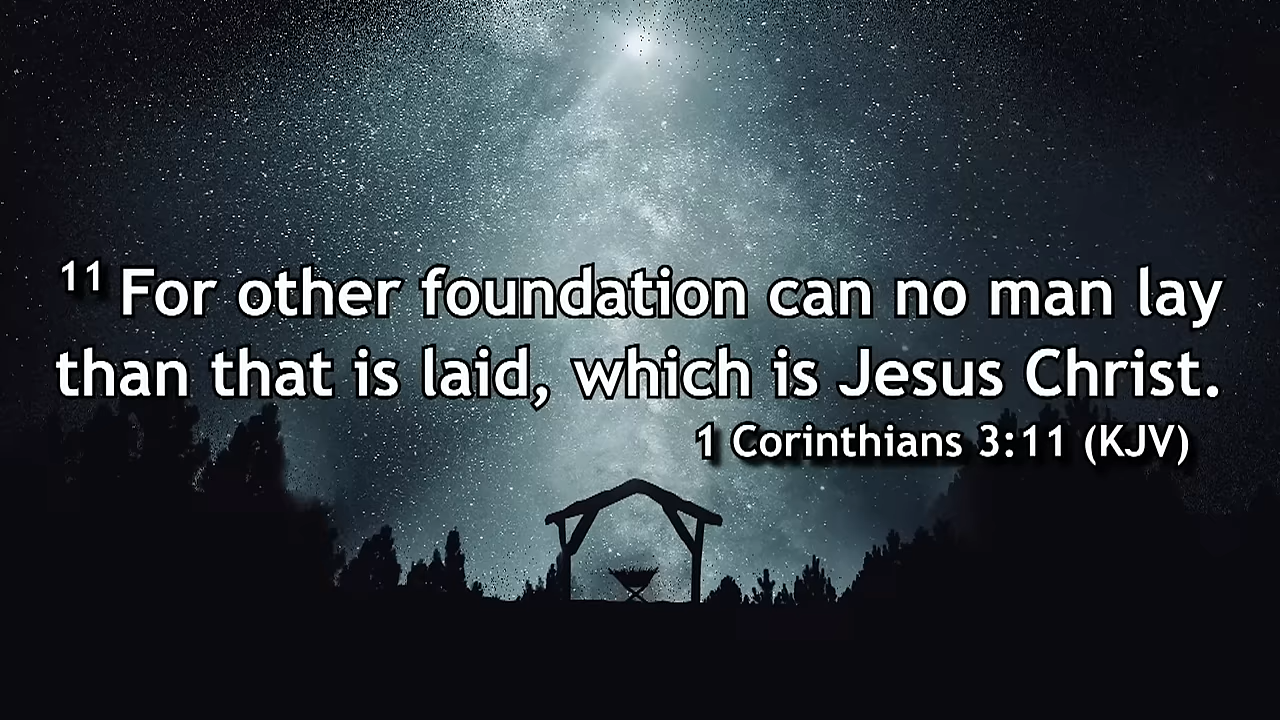 11 For other foundation can no man lay
than that is laid, which is Jesus Christ.
1 Corinthians 3:11 (KJV)